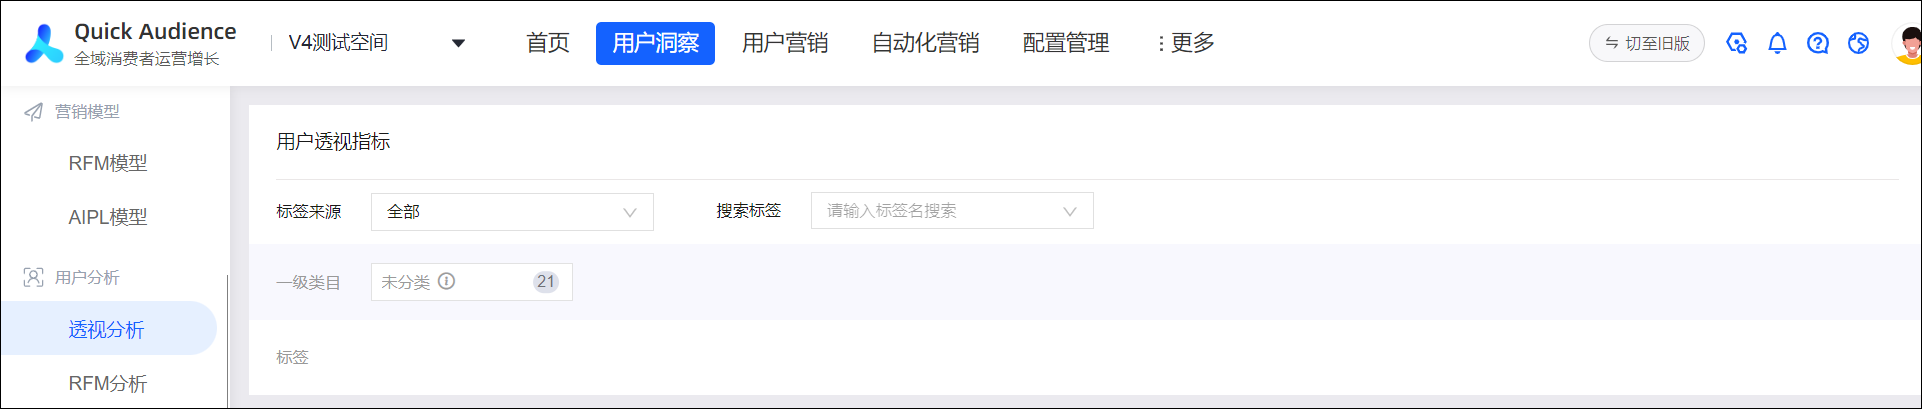 Quick Audience
全域消费者运营增长
V4测试空间
首页
用户洞察
用户营销
自动化营销
配置管理
更多
切至旧版
营销模型
RFM模型
AIPL模型
用户分析
透视分析
RFM分析
用户透视指标
标签来源
全部
搜索标签
请输入标签名搜索
一级类目
未分类
21
标签